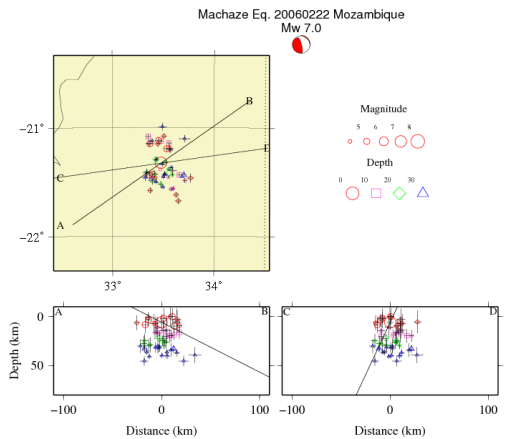 Machaze Eq. 20060222 Mozambique
Mw 7.0
Magnitude
5 6 7 8
Depth
0 10 20 30
−21°
−22°
33° 34°
A B
C
A B
C D
Depth (km)
0
50
−100 0 100
−100 0 100
Distance (km) Distance (km)